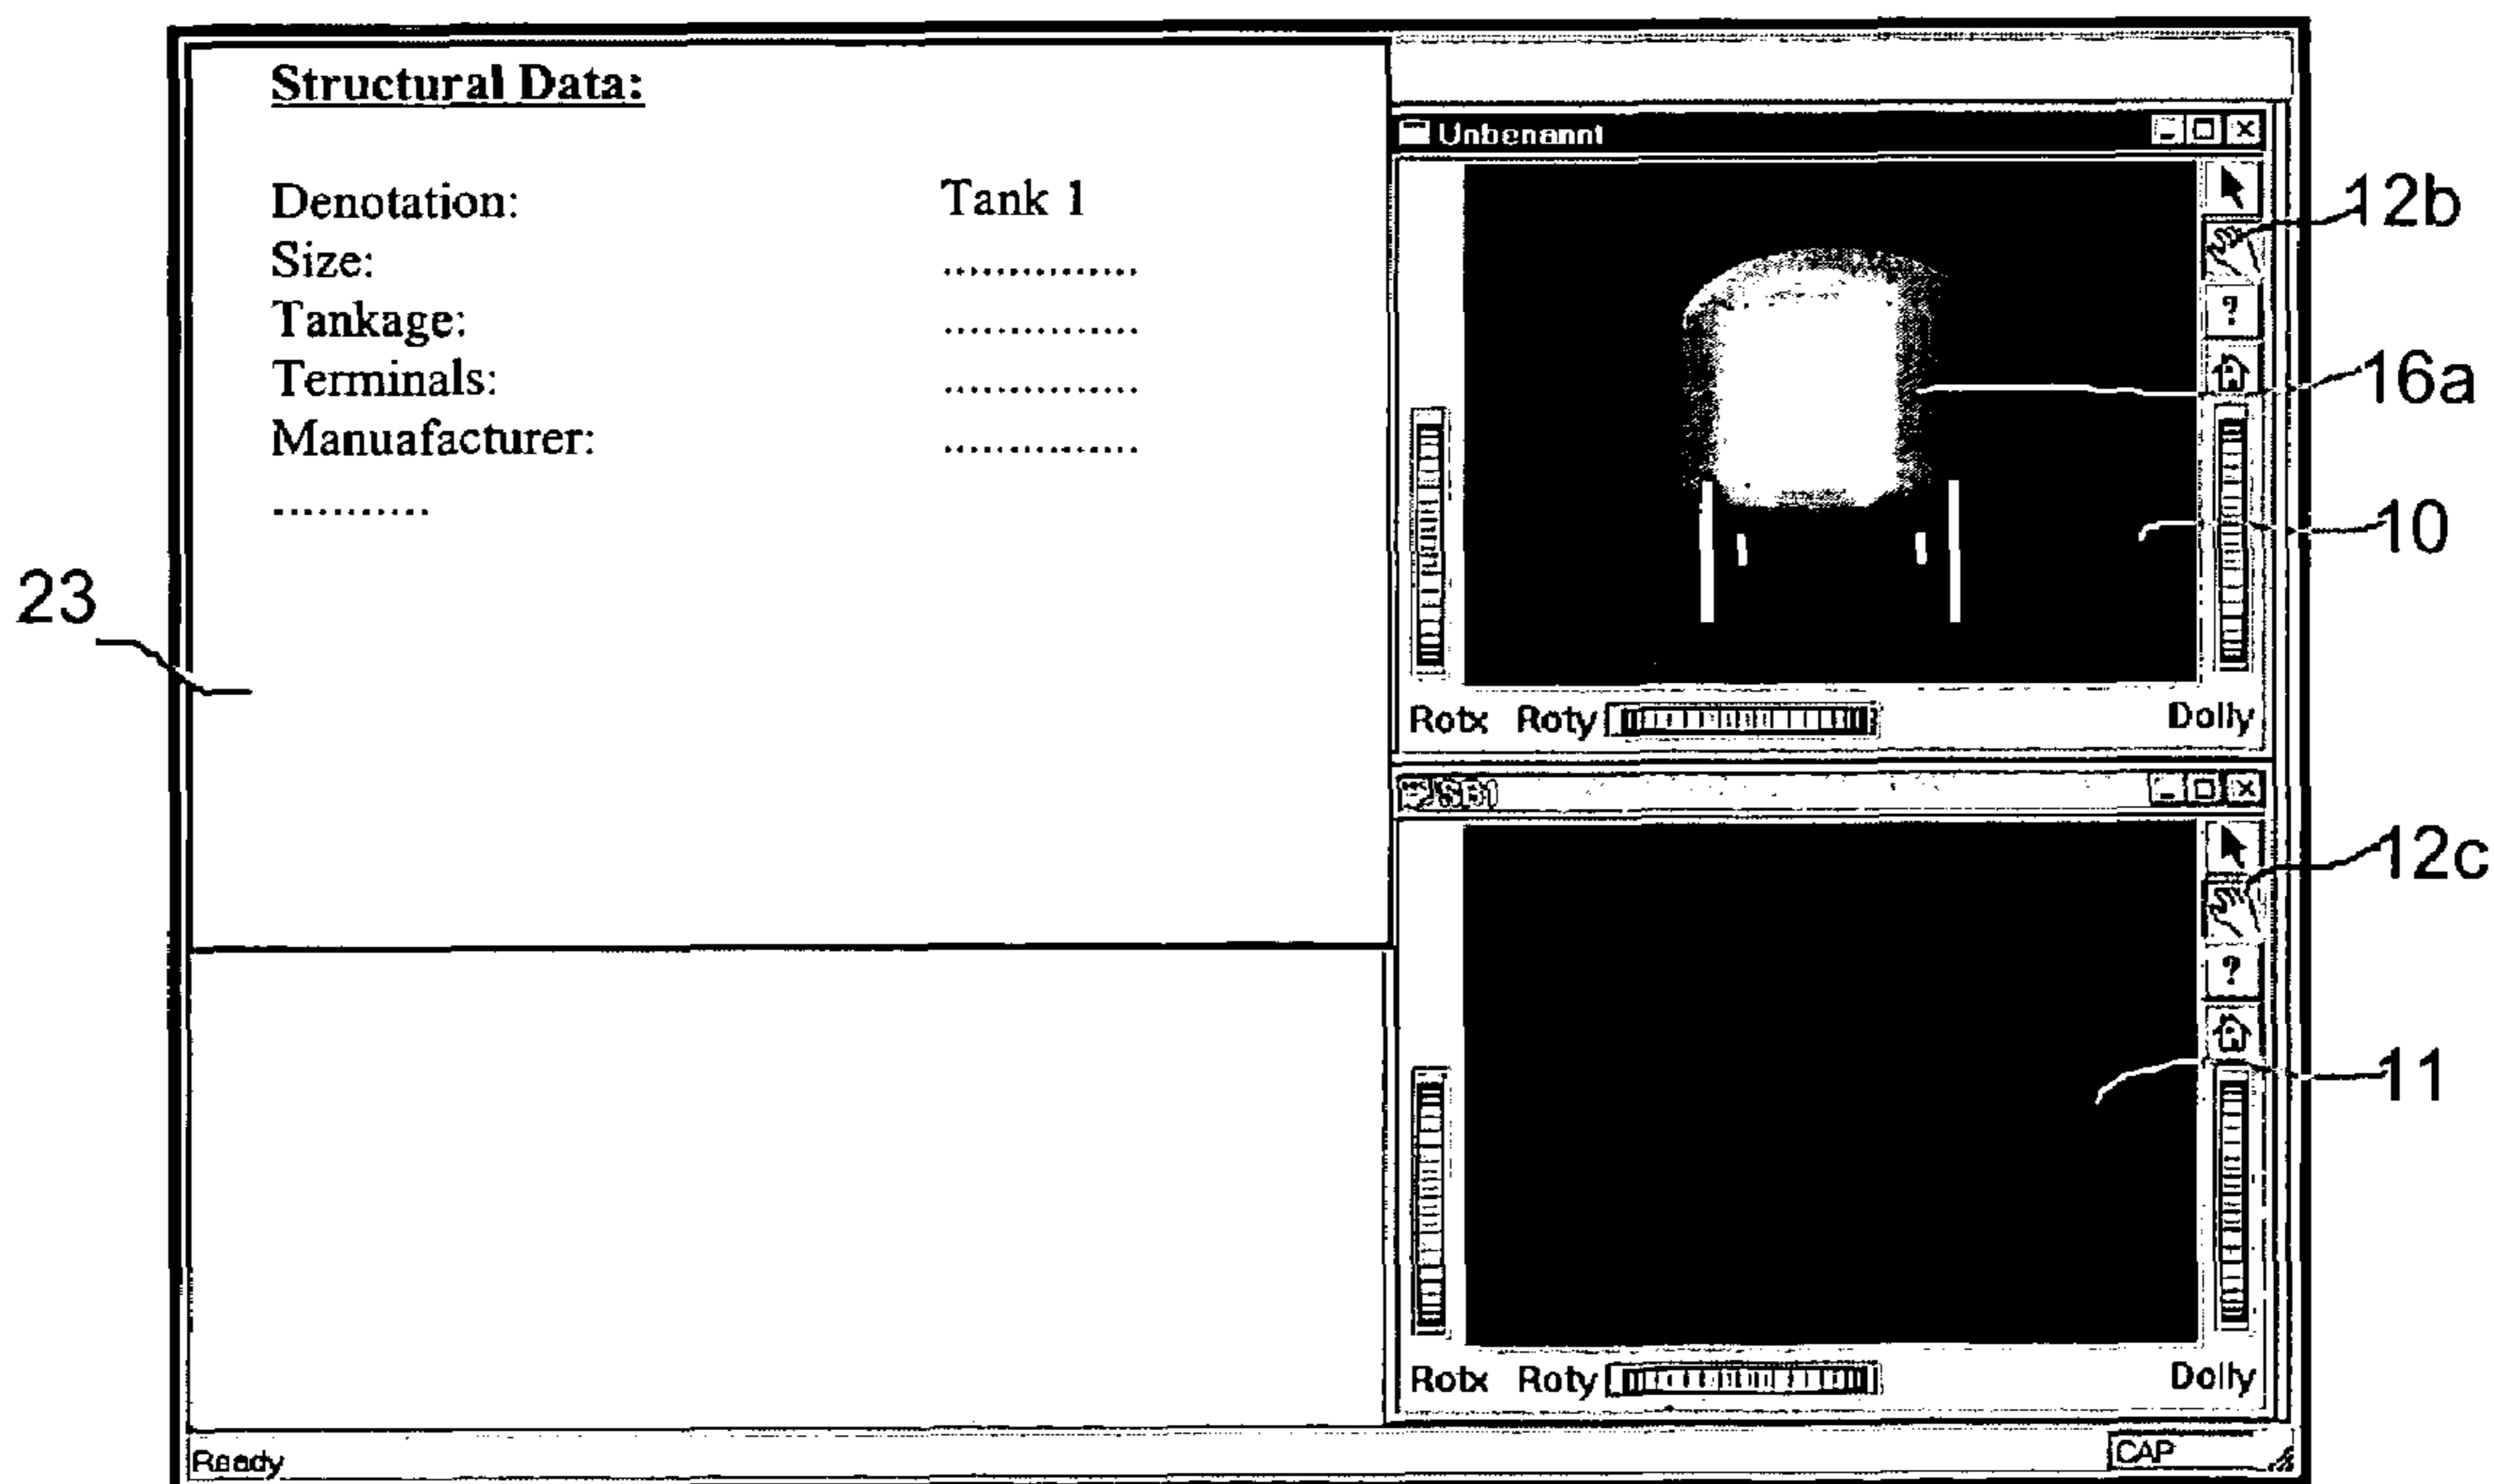 Structural Data:
Denotation: Tank 1
Size: ..............
Tankage: ..............
Terminals: ..............
Manuafacturer: ..............
...........
23
Unbenannt
12b
?
16a
10
Rotx Roty Dolly
12c
?
11
Rotx Roty Dolly
Ready CAP